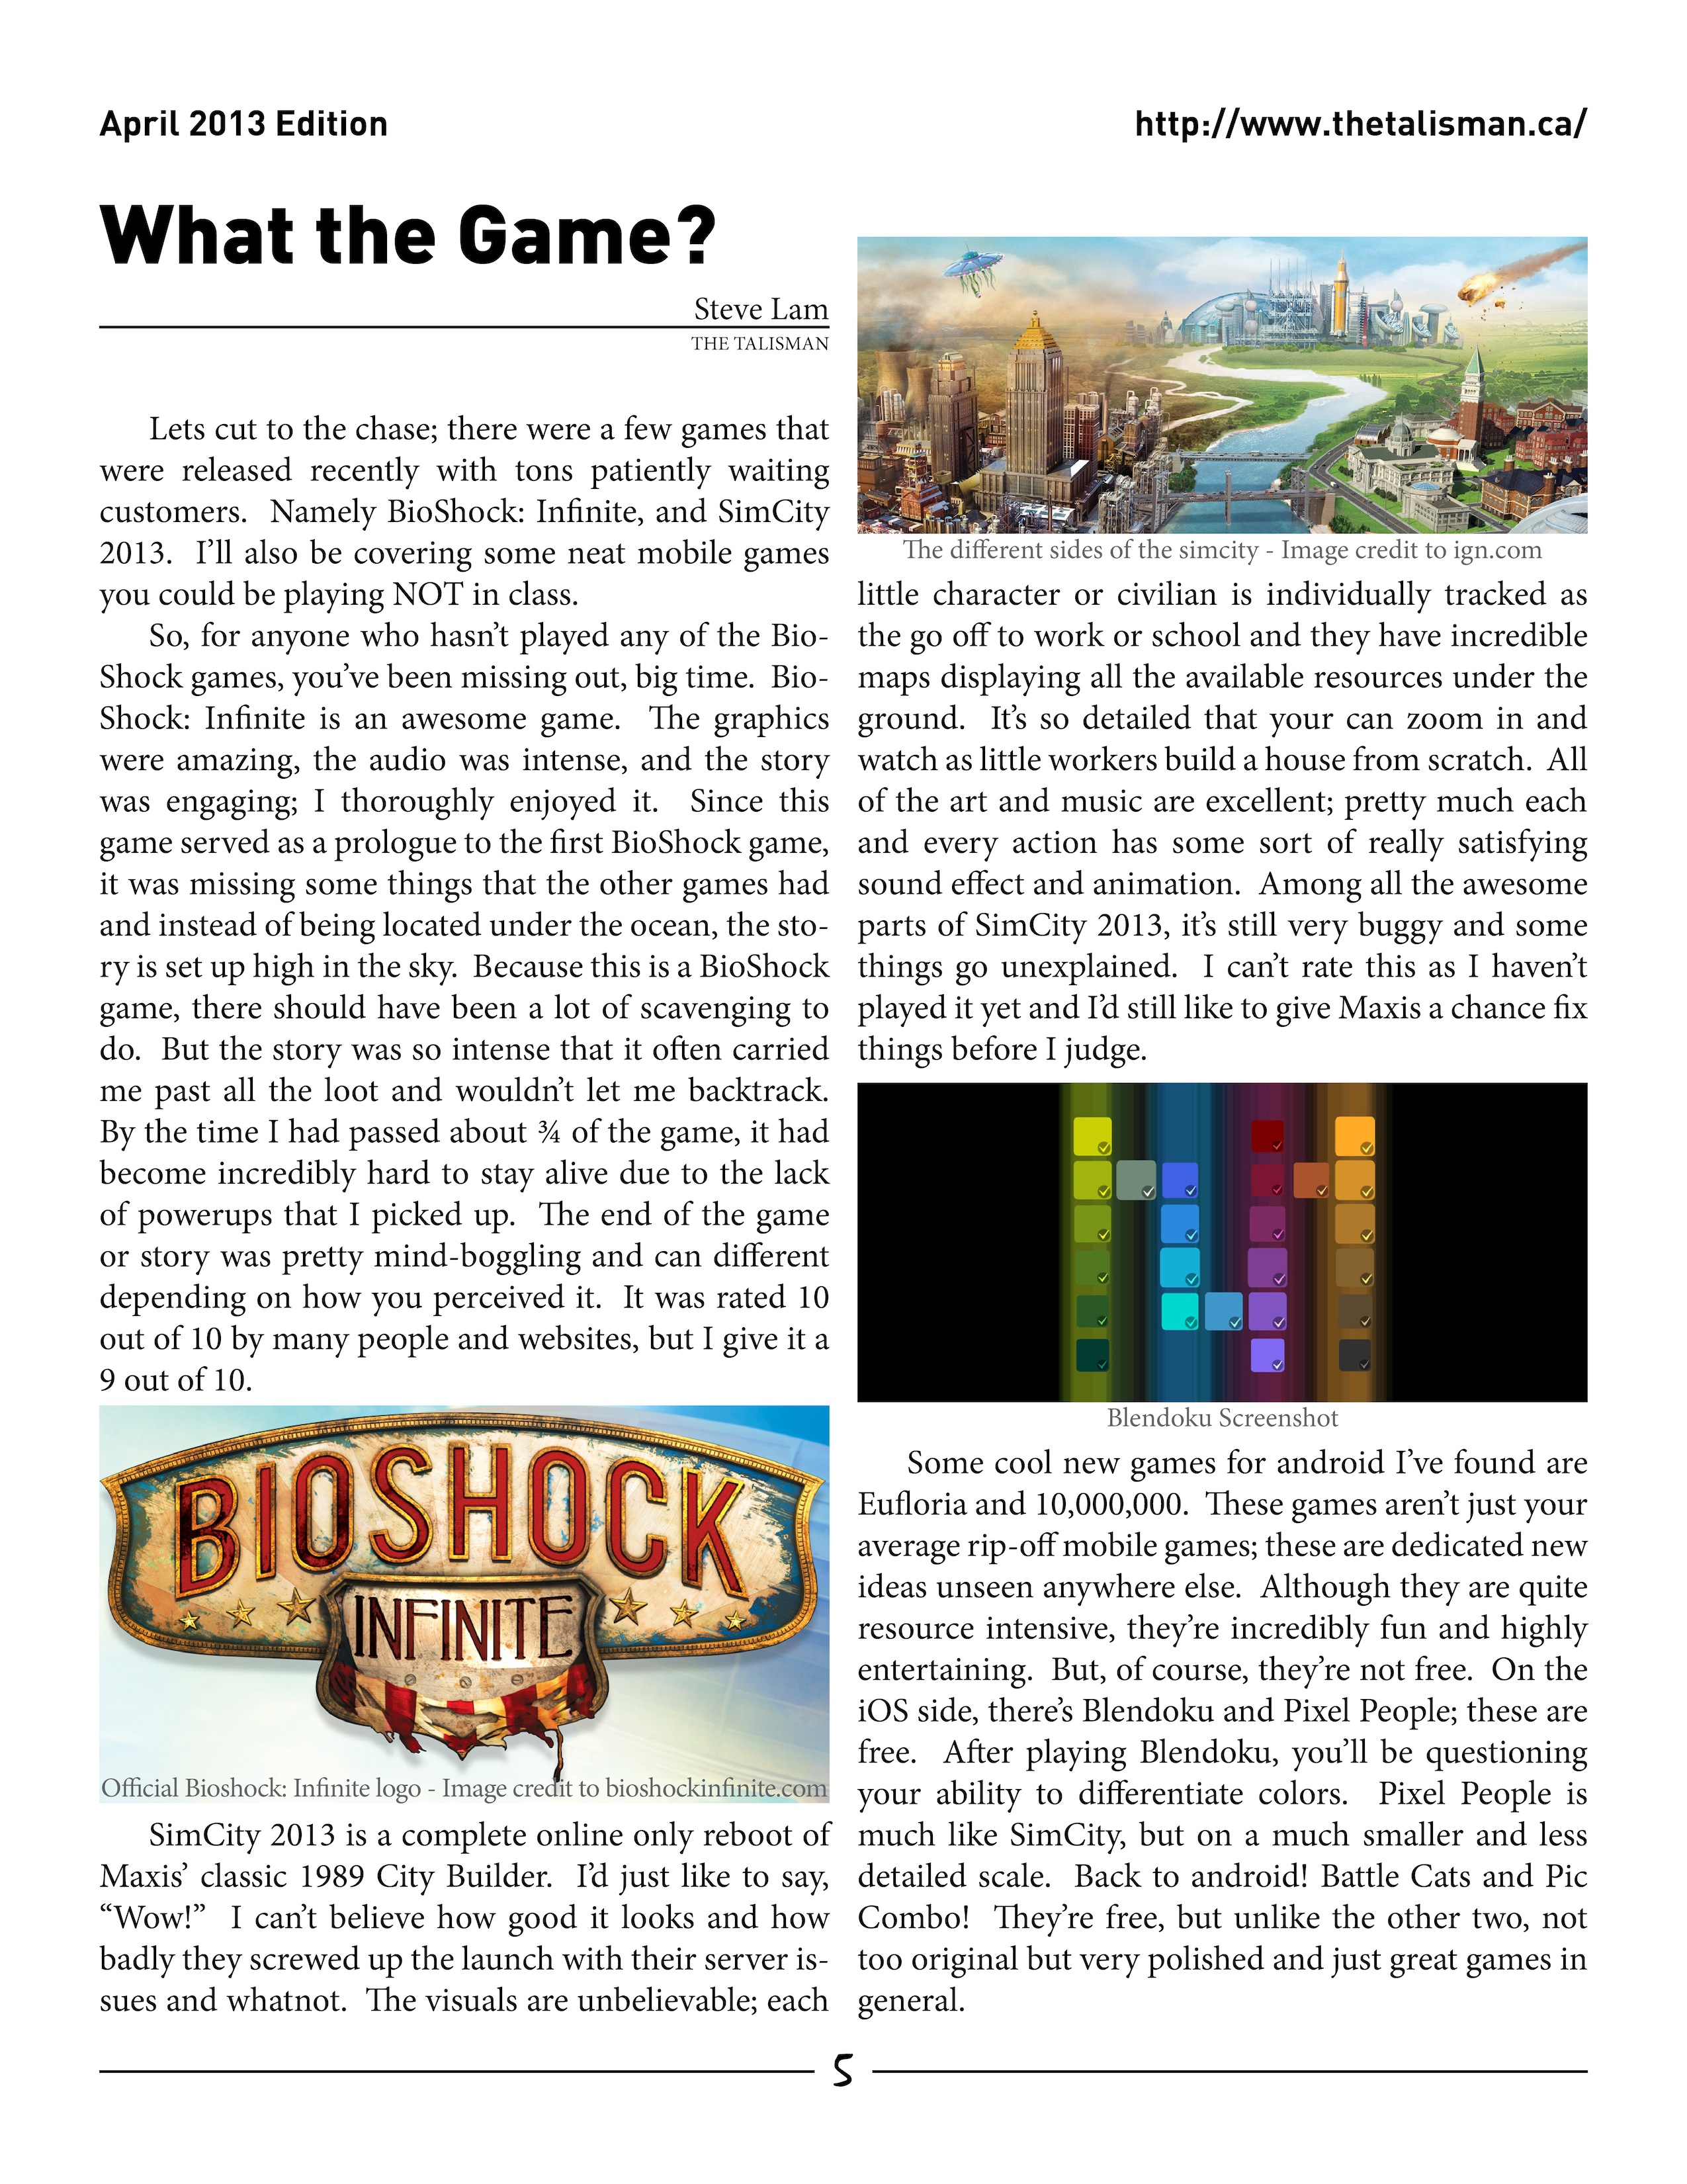 April 2013 Edition
http://www.thetalisman.ca/
What the Game?
Steve Lam
THE TALISMAN
Lets cut to the chase; there were a few games that
were released recently with tons patiently waiting
customers. Namely BioShock: Infinite, and SimCity
2013. I'll also be covering some neat mobile games
you could be playing NOT in class.
So, for anyone who hasn't played any of the Bio-
Shock games, you've been missing out, big time. Bio-
Shock: Infinite is an awesome game. The graphics
were amazing, the audio was intense, and the story
was engaging; I thoroughly enjoyed it. Since this
game served as a prologue to the first BioShock game,
it was missing some things that the other games had
and instead of being located under the ocean, the sto-
ry is set up high in the sky. Because this is a BioShock
game, there should have been a lot of scavenging to
do. But the story was so intense that it often carried
me past all the loot and wouldn't let me backtrack.
By the time I had passed about ¾ of the game, it had
become incredibly hard to stay alive due to the lack
of powerups that I picked up. The end of the game
or story was pretty mind-boggling and can different
depending on how you perceived it. It was rated 10
out of 10 by many people and websites, but I give it a
9 out of 10.
BIOSHOCK
INFINITE
Official Bioshock: Infinite logo - Image credit to bioshockinfinite.com
SimCity 2013 is a complete online only reboot of
Maxis' classic 1989 City Builder. I'd just like to say,
"Wow!" I can't believe how good it looks and how
badly they screwed up the launch with their server is-
sues and whatnot. The visuals are unbelievable; each
The different sides of the simcity - Image credit to ign.com
little character or civilian is individually tracked as
the go off to work or school and they have incredible
maps displaying all the available resources under the
ground. It's so detailed that your can zoom in and
watch as little workers build a house from scratch. All
of the art and music are excellent; pretty much each
and every action has some sort of really satisfying
sound effect and animation. Among all the awesome
parts of SimCity 2013, it's still very buggy and some
things go unexplained. I can't rate this as I haven't
played it yet and I'd still like to give Maxis a chance fix
things before I judge.
Blendoku Screenshot
Some cool new games for android I've found are
Eufloria and 10,000,000. These games aren't just your
average rip-off mobile games; these are dedicated new
ideas unseen anywhere else. Although they are quite
resource intensive, they're incredibly fun and highly
entertaining. But, of course, they're not free. On the
iOS side, there's Blendoku and Pixel People; these are
free. After playing Blendoku, you'll be questioning
your ability to differentiate colors. Pixel People is
much like SimCity, but on a much smaller and less
detailed scale. Back to android! Battle Cats and Pic
Combo! They're free, but unlike the other two, not
too original but very polished and just great games in
general.
5